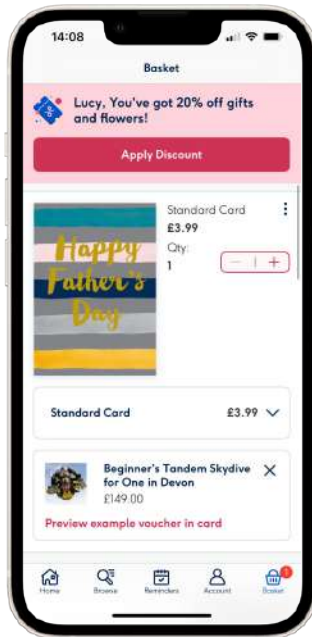 14:08
Basket
Lucy, You've got 20% off gifts
and flowers!
Apply Discount
Happy
Father's
Day
Standard Card
£3.99
Qty:
1
Standard Card £3.99
Beginner's Tandem Skydive
for One in Devon
£149.00
Preview example voucher in card
1
Home Browse Reminders Account Basket